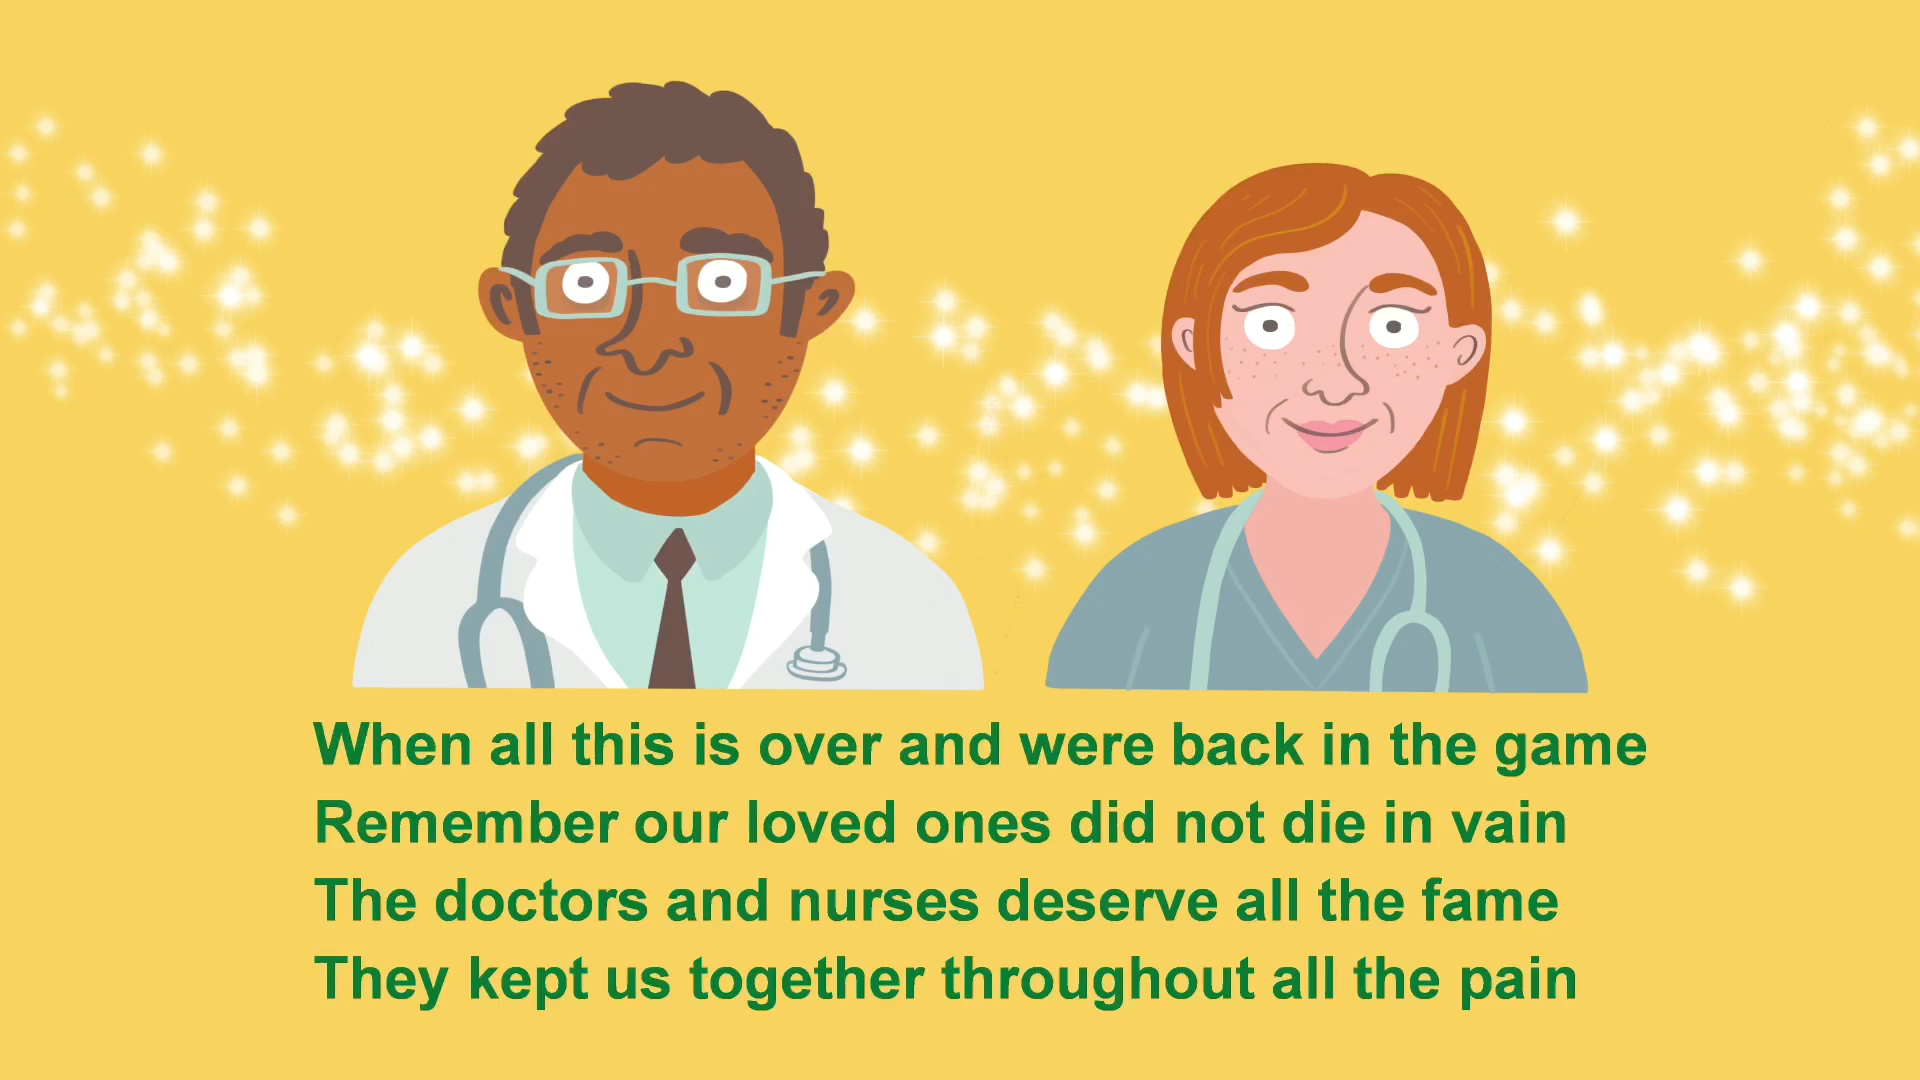 When all this is over and were back in the game
Remember our loved ones did not die in vain
The doctors and nurses deserve all the fame
They kept us together throughout all the pain